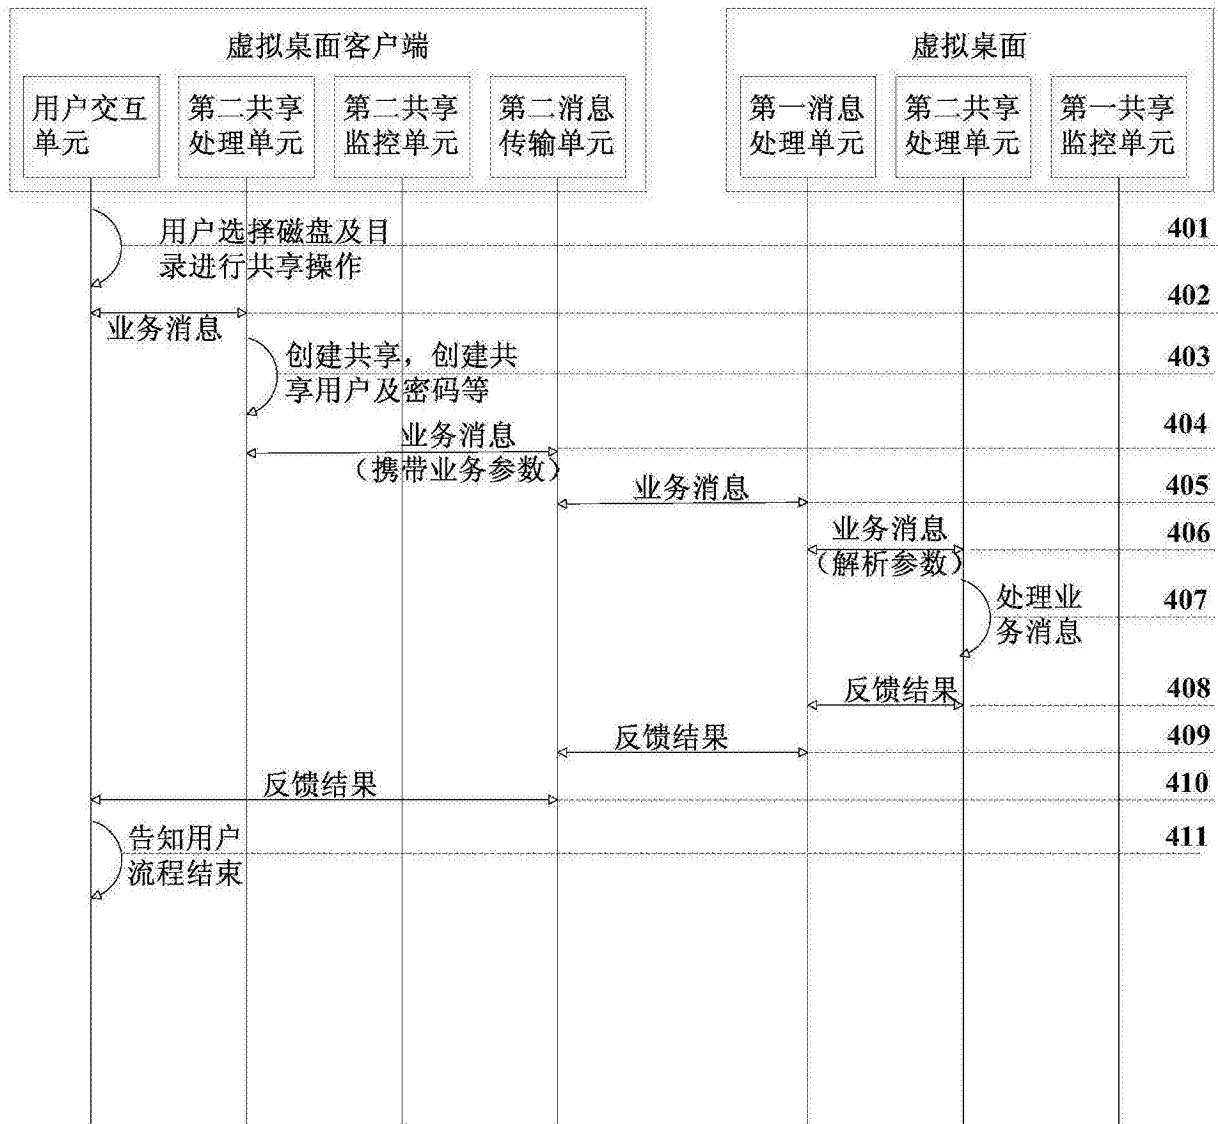 虚拟桌面客户端
虚拟桌面
用户交互
单元
第二共享
处理单元
第二共享
监控单元
第二消息
传输单元
第一消息
处理单元
第二共享
处理单元
第一共享
监控单元
用户选择磁盘及目
录进行共享操作
401
402
业务消息
创建共享，创建共
享用户及密码等
403
业务消息
（携带业务参数）
404
业务消息
405
业务消息
（解析参数）
406
处理业
务消息
407
反馈结果
408
反馈结果
409
反馈结果
410
告知用户
流程结束
411